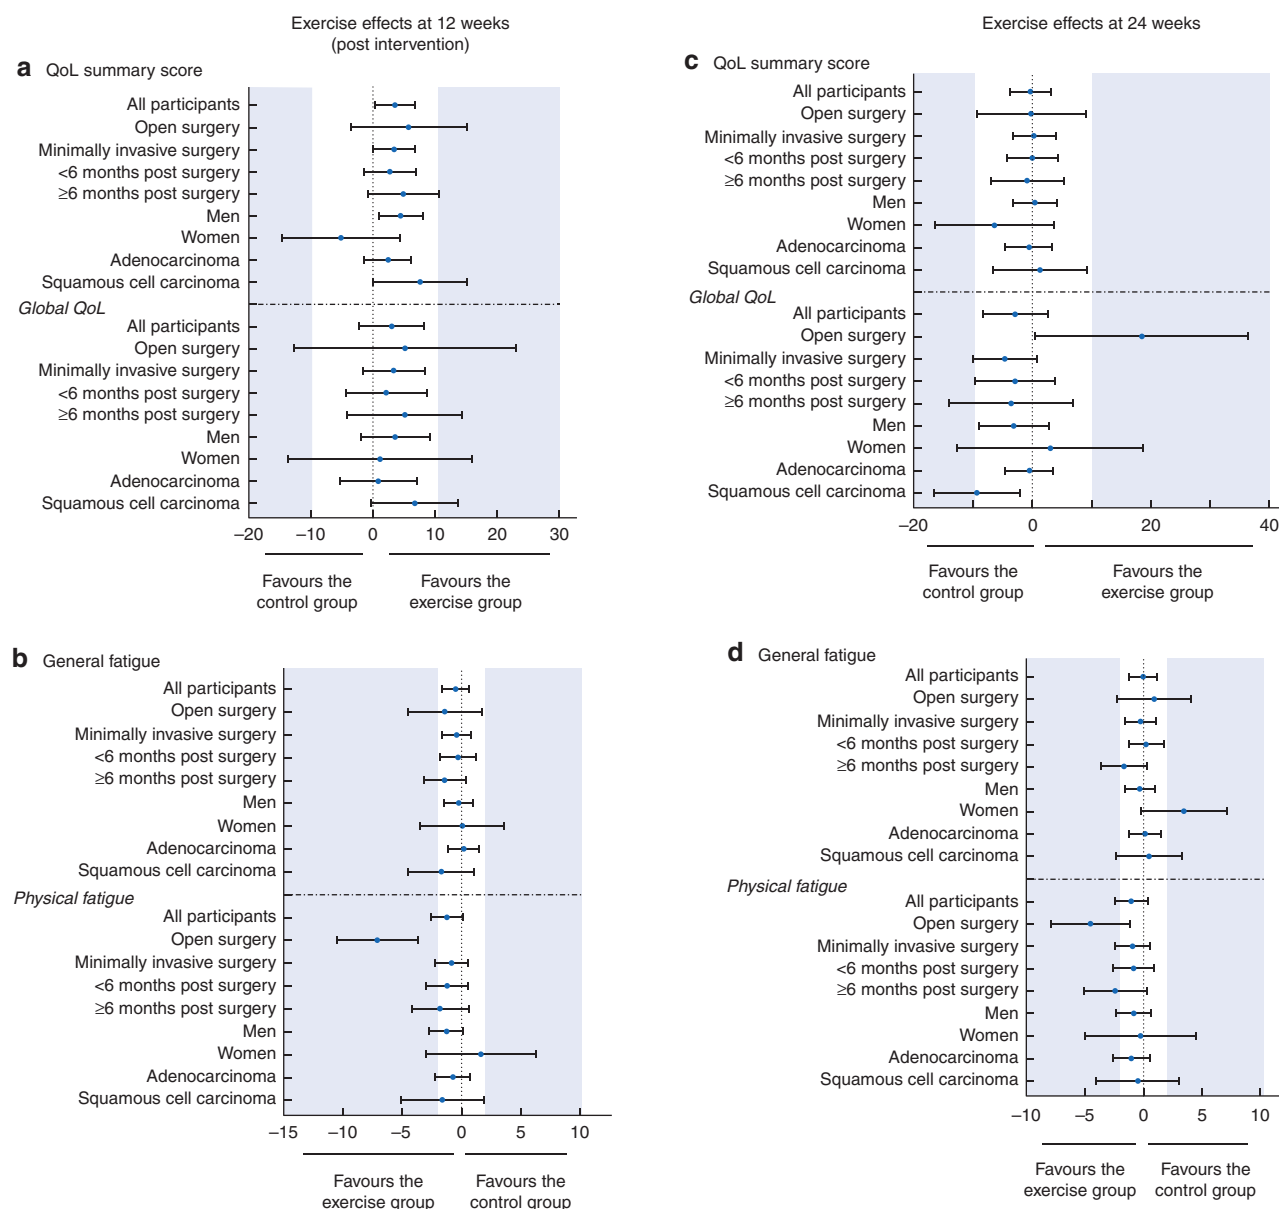 Exercise effects at 12 weeks
(post intervention)
a QoL summary score
All participants
Open surgery
Minimally invasive surgery
<6 months post surgery
≥6 months post surgery
Men
Women
Adenocarcinoma
Squamous cell carcinoma
Global QoL
All participants
Open surgery
Minimally invasive surgery
<6 months post surgery
≥6 months post surgery
Men
Women
Adenocarcinoma
Squamous cell carcinoma
–20 –10 0 10 20 30
Favours the
control group
Favours the
exercise group
b General fatigue
All participants
Open surgery
Minimally invasive surgery
<6 months post surgery
≥6 months post surgery
Men
Women
Adenocarcinoma
Squamous cell carcinoma
Physical fatigue
All participants
Open surgery
Minimally invasive surgery
<6 months post surgery
≥6 months post surgery
Men
Women
Adenocarcinoma
Squamous cell carcinoma
–15 –10 –5 0 5 10
Favours the
exercise group
Favours the
control group
Exercise effects at 24 weeks
c QoL summary score
All participants
Open surgery
Minimally invasive surgery
<6 months post surgery
≥6 months post surgery
Men
Women
Adenocarcinoma
Squamous cell carcinoma
Global QoL
All participants
Open surgery
Minimally invasive surgery
<6 months post surgery
≥6 months post surgery
Men
Women
Adenocarcinoma
Squamous cell carcinoma
–20 0 20 40
Favours the
control group
Favours the
exercise group
d General fatigue
All participants
Open surgery
Minimally invasive surgery
<6 months post surgery
≥6 months post surgery
Men
Women
Adenocarcinoma
Squamous cell carcinoma
Physical fatigue
All participants
Open surgery
Minimally invasive surgery
<6 months post surgery
≥6 months post surgery
Men
Women
Adenocarcinoma
Squamous cell carcinoma
–10 –5 0 5 10
Favours the
exercise group
Favours the
control group